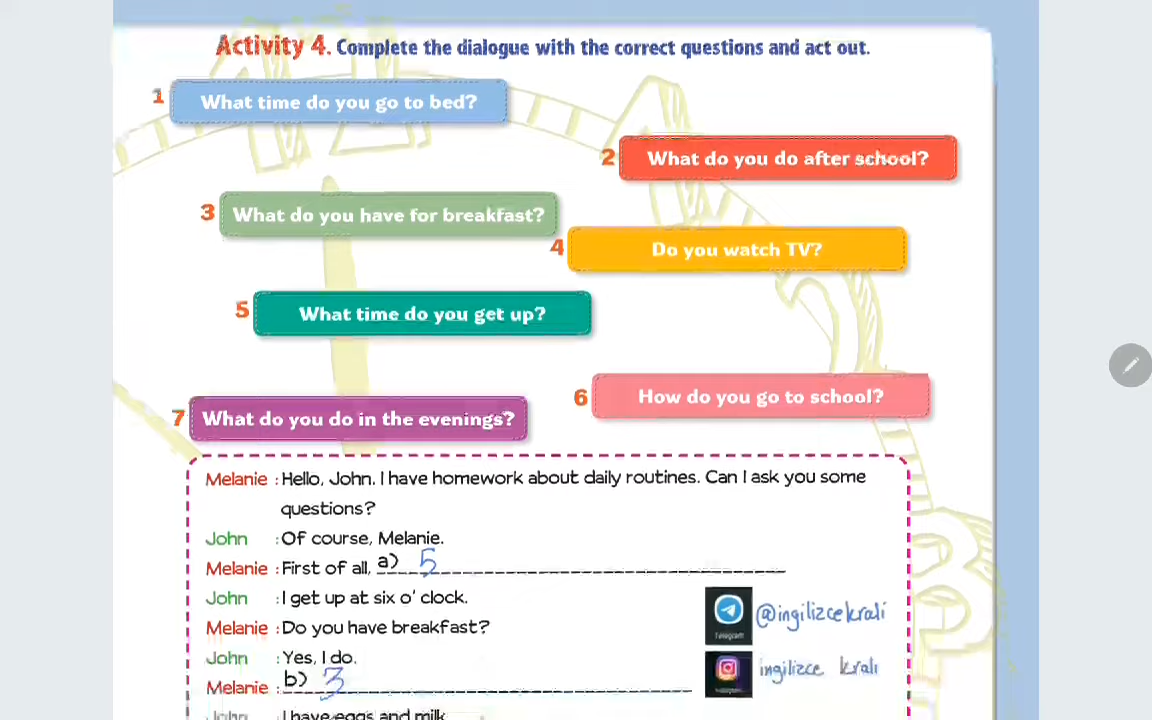 Activity 4. Complete the dialogue with the correct questions and act out.
1 What time do you go to bed?
2 What do you do after school?
3 What do you have for breakfast?
4 Do you watch TV?
5 What time do you get up?
6 How do you go to school?
7 What do you do in the evenings?
Melanie : Hello, John. I have homework about daily routines. Can I ask you some
questions?
John : Of course, Melanie.
Melanie : First of all, a) 5
John : I get up at six o' clock.
Melanie : Do you have breakfast?
John : Yes, I do.
Melanie : b) 3
John : I have eggs and milk
Telegram
@ingilizcekrali
ingilizce kralı